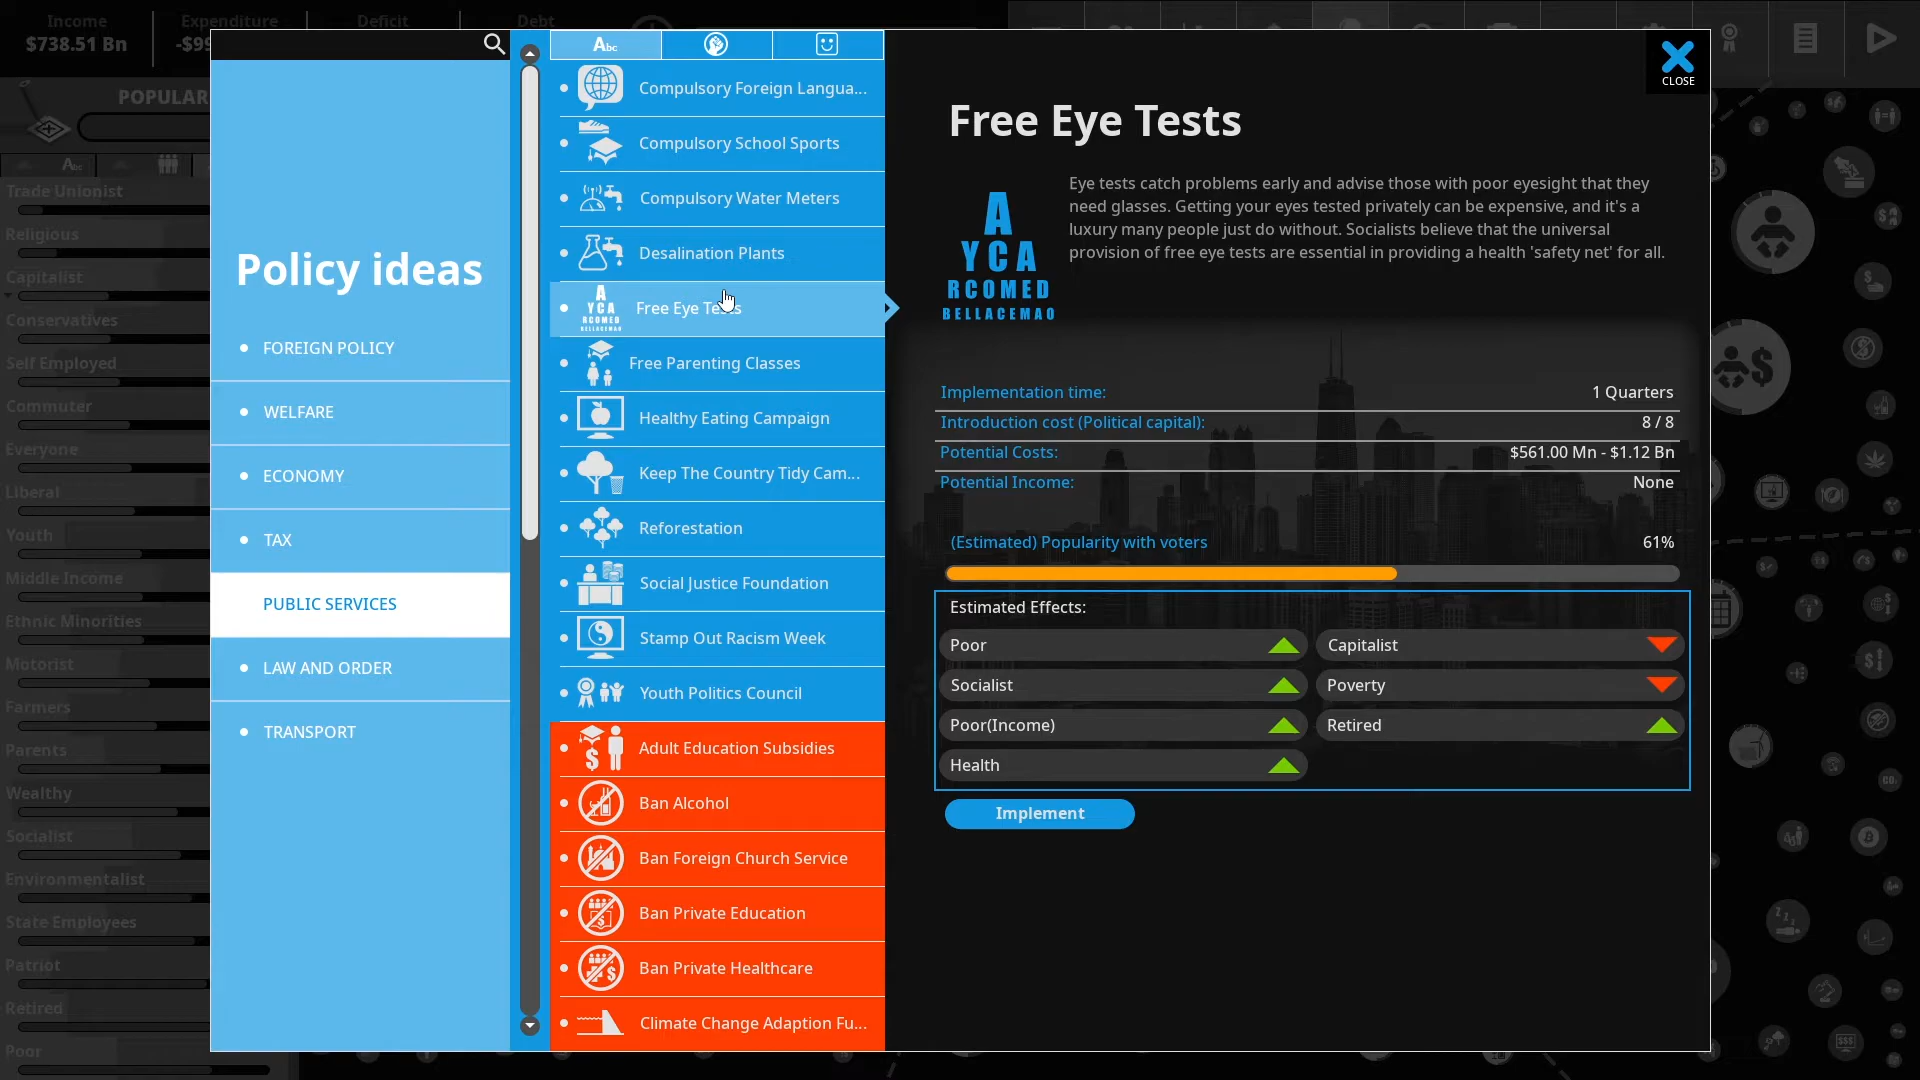 Income
Expenditure
Deficit
Debt
$738.51 Bn
-$99
POPULAR
Abc
Trade Unionist
Religious
Capitalist
Conservatives
Self Employed
Commuter
Everyone
Liberal
Youth
Middle Income
Ethnic Minorities
Motorist
Farmers
Parents
Wealthy
Socialist
Environmentalist
State Employees
Patriot
Retired
Poor
Policy ideas
FOREIGN POLICY
WELFARE
ECONOMY
TAX
PUBLIC SERVICES
LAW AND ORDER
TRANSPORT
Abc
Compulsory Foreign Langua...
Compulsory School Sports
Compulsory Water Meters
Desalination Plants
A
YCA
RCOMED
BELLACEMAO
Free Eye Tests
Free Parenting Classes
Healthy Eating Campaign
Keep The Country Tidy Cam...
Reforestation
Social Justice Foundation
Stamp Out Racism Week
Youth Politics Council
Adult Education Subsidies
Ban Alcohol
Ban Foreign Church Service
Ban Private Education
Ban Private Healthcare
Climate Change Adaption Fu...
CLOSE
Free Eye Tests
A
YCA
RCOMED
BELLACEMAO
Eye tests catch problems early and advise those with poor eyesight that they
need glasses. Getting your eyes tested privately can be expensive, and it's a
luxury many people just do without. Socialists believe that the universal
provision of free eye tests are essential in providing a health 'safety net' for all.
Implementation time: 1 Quarters
Introduction cost (Political capital): 8 / 8
Potential Costs: $561.00 Mn - $1.12 Bn
Potential Income: None
(Estimated) Popularity with voters 61%
Estimated Effects:
Poor
Capitalist
Socialist
Poverty
Poor(Income)
Retired
Health
Implement